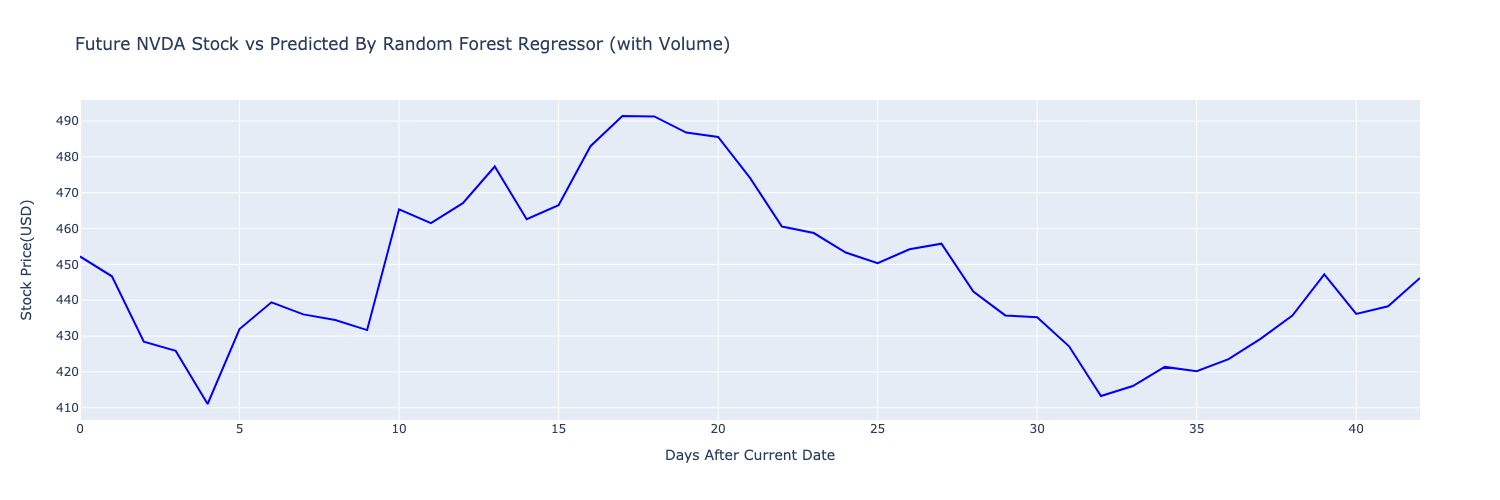 Future NVDA Stock vs Predicted By Random Forest Regressor (with Volume)
490
480
470
460
450
440
430
420
410
Stock Price(USD)
0 5 10 15 20 25 30 35 40
Days After Current Date